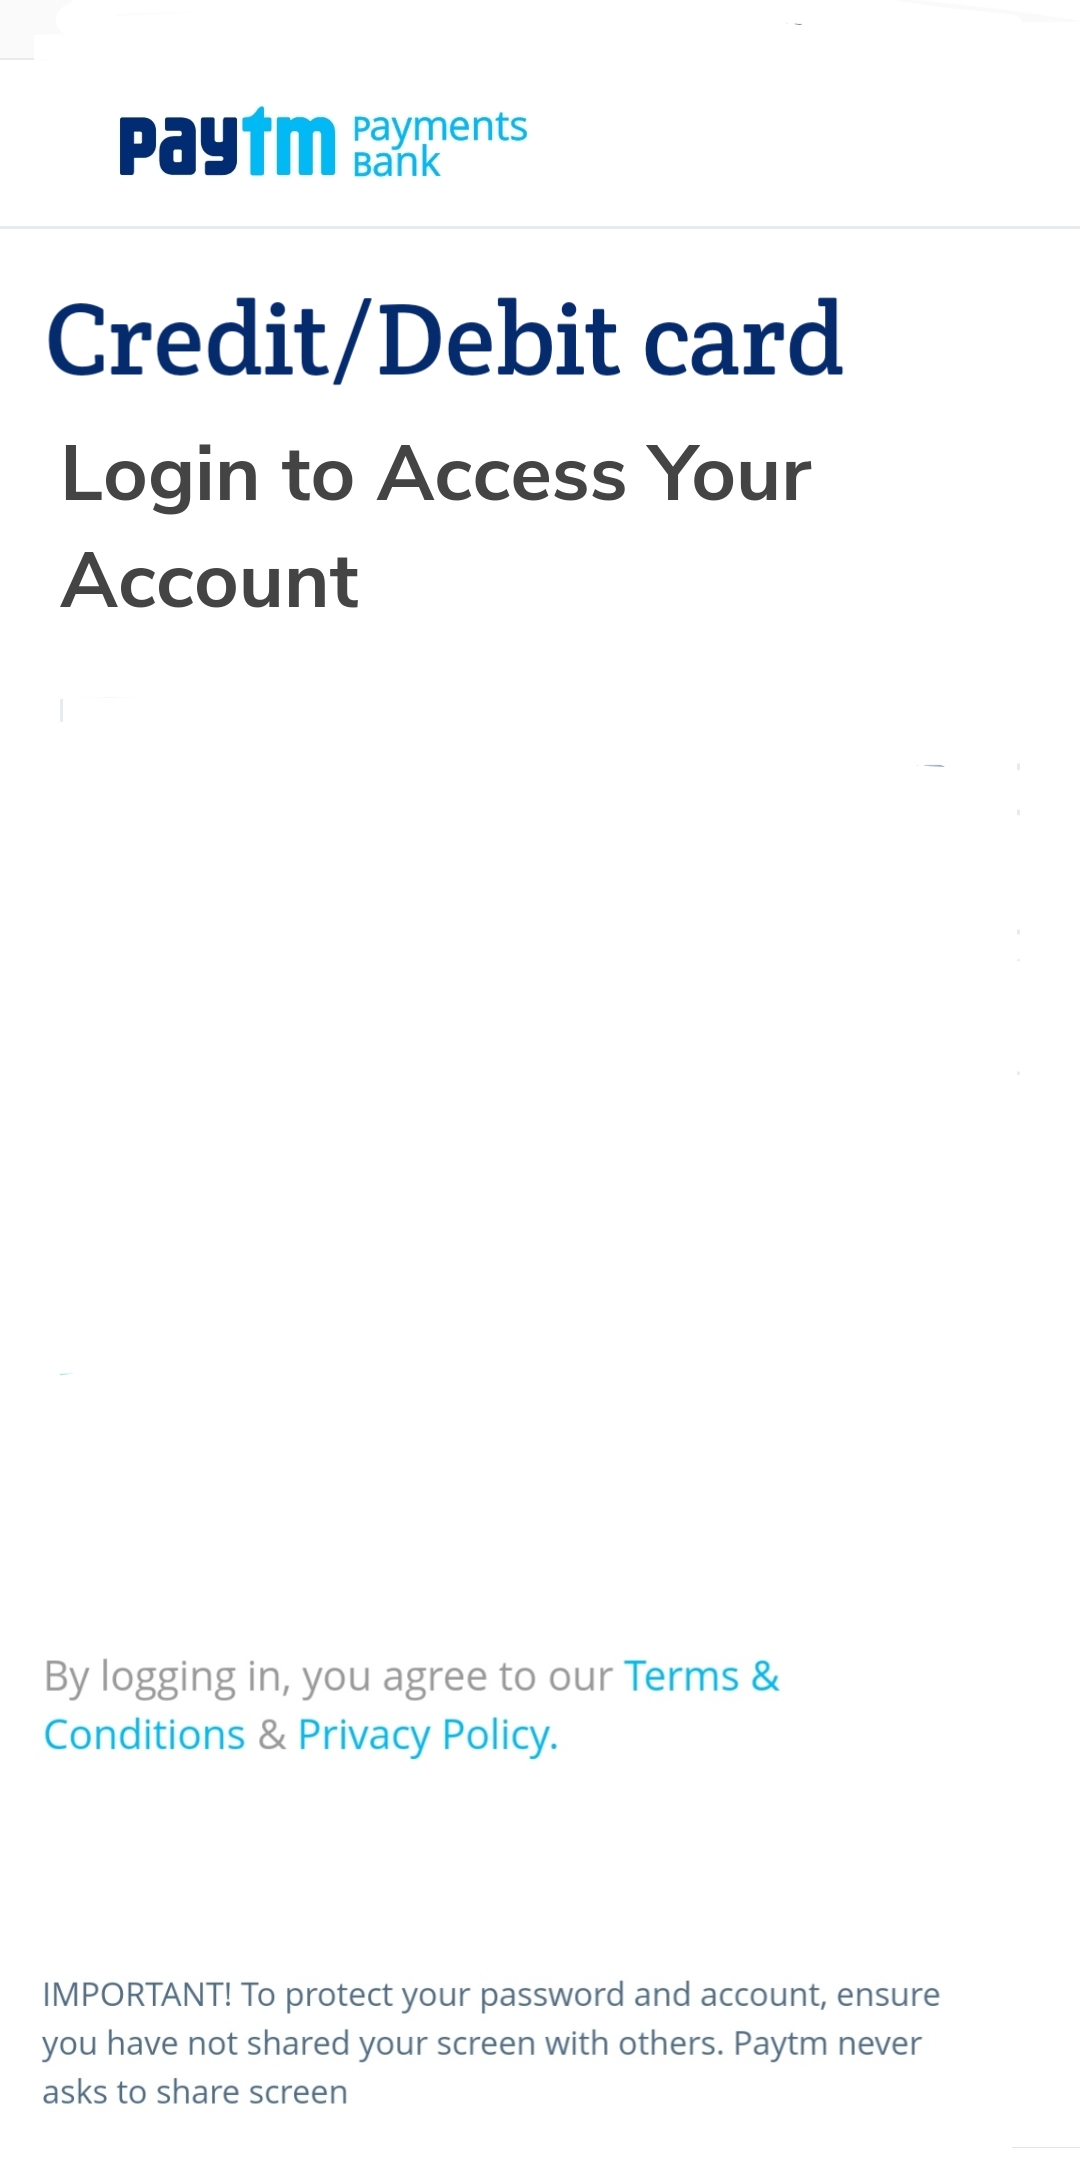 paytm Payments
Bank
Credit/Debit card
Login to Access Your
Account
By logging in, you agree to our Terms &
Conditions & Privacy Policy.
IMPORTANT! To protect your password and account, ensure
you have not shared your screen with others. Paytm never
asks to share screen